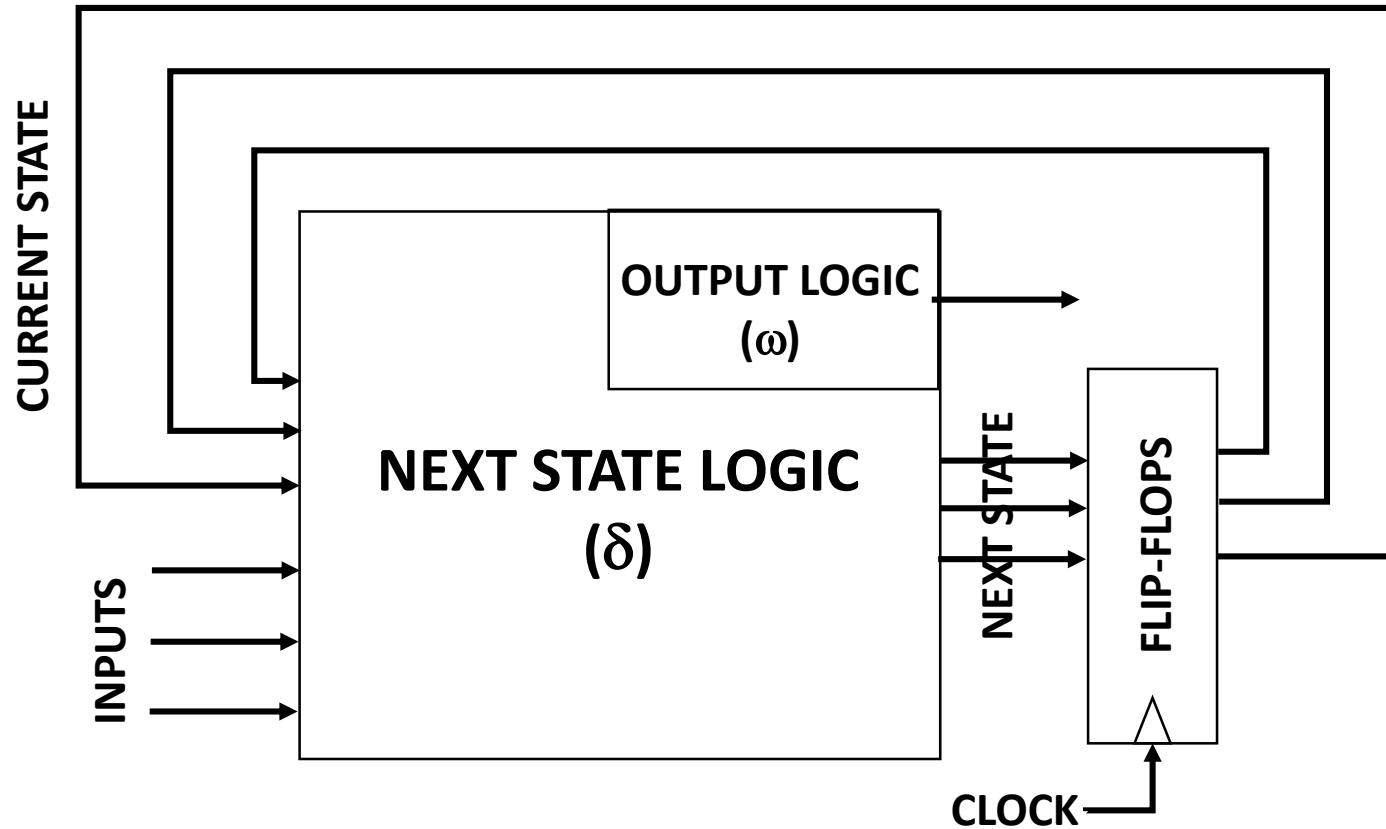 CURRENT STATE
OUTPUT LOGIC
(ω)
NEXT STATE LOGIC
(δ)
NEXT STATE
FLIP-FLOPS
INPUTS
CLOCK